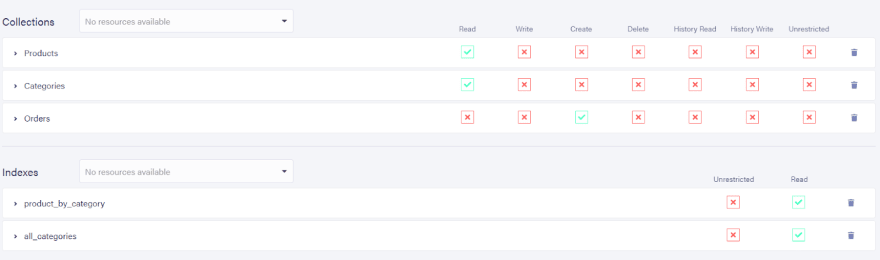 Collections No resources available
Read Write Create Delete History Read History Write Unrestricted
Products
Categories
Orders
Indexes No resources available
Unrestricted Read
product_by_category
all_categories